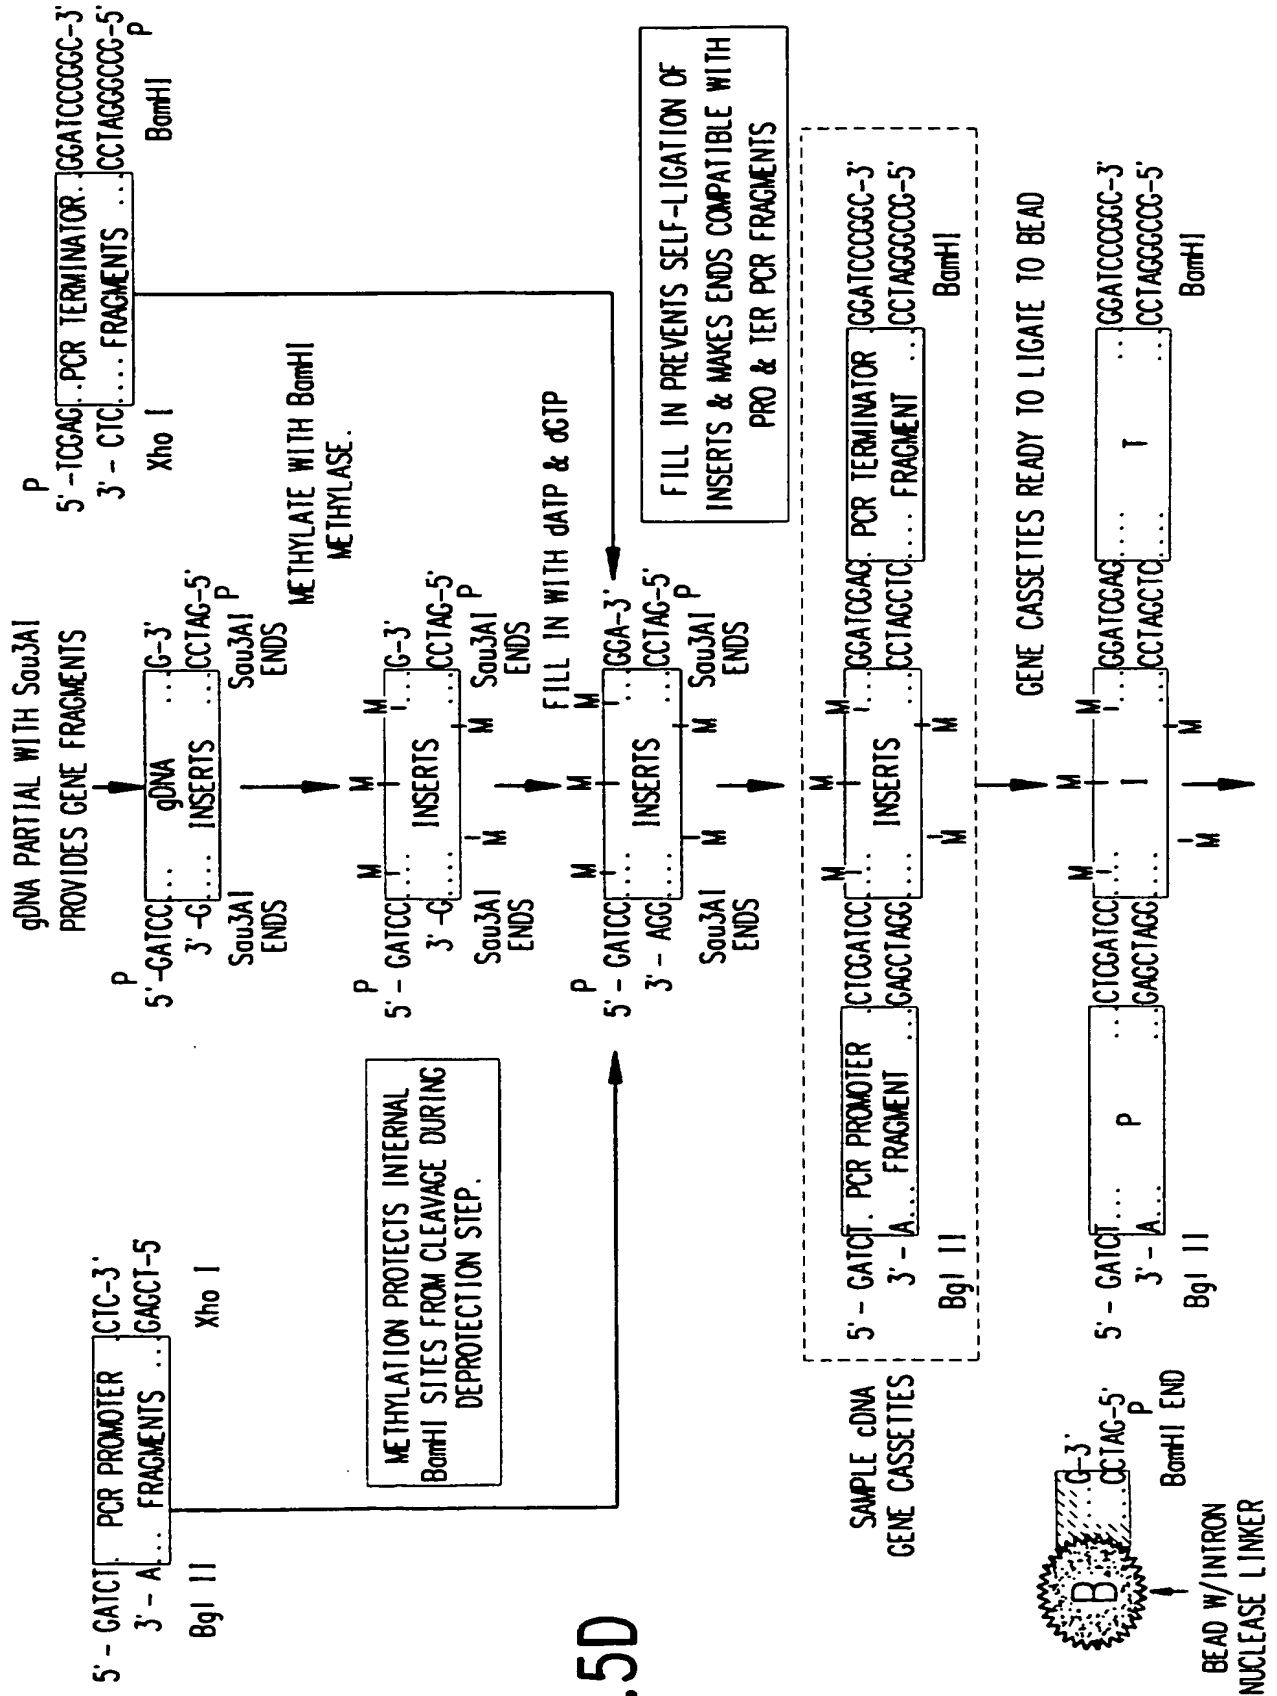 gDNA PARTIAL WITH Sau3AI
PROVIDES GENE FRAGMENTS
5' - GATCT. PCR PROMOTER .CTC-3'
3' - A... FRAGMENTS ...GAGCT-5'
Bgl II
Xho I
P
5'-GATCC... gDNA ...G-3'
3' -G.... INSERTS ...CCTAG-5'
P
Sau3AI
ENDS
Sau3AI
ENDS
P
5' -TCGAG..PCR TERMINATOR..GGATCCCGGC-3'
3' - CTC.... FRAGMENTS ...CCTAGGGCCG-5'
P
Xho I
BamHI
METHYLATE WITH BamHI
METHYLASE.
METHYLATION PROTECTS INTERNAL
BamHI SITES FROM CLEAVAGE DURING
DEPROTECTION STEP.
M M M
P
5' - GATCC... ...G-3'
INSERTS
3' -G.... ...CCTAG-5'
P
M M
Sau3AI
ENDS
Sau3AI
ENDS
FILL IN WITH dATP & dGTP
M M M
P
5' - GATCC.... ...GGA-3'
INSERTS
3' - AGG.... ...CCTAG-5'
P
M M
Sau3AI
ENDS
Sau3AI
ENDS
FILL IN PREVENTS SELF-LIGATION OF
INSERTS & MAKES ENDS COMPATIBLE WITH
PRO & TER PCR FRAGMENTS
.5D
SAMPLE cDNA
GENE CASSETTES
M M M
5' - GATCT. PCR PROMOTER .CTCGATCC... INSERTS ...GGATCGAG. PCR TERMINATOR .GGATCCCGGC-3'
3' - A... FRAGMENT ...GAGCTAGG.... ...CCTAGCTC.... FRAGMENT ...CCTAGGGCCG-5'
M M
Bgl II
BamHI
GENE CASSETTES READY TO LIGATE TO BEAD
B
G-3'
CCTAG-5'
P
BamHI END
BEAD W/INTRON
NUCLEASE LINKER
M M M
5' - GATCT... P ...CTCGATCC... I ...GGATCGAG.... T ..GGATCCCGGC-3'
3' - A... ...GAGCTAGG.... ...CCTAGCTC.... ...CCTAGGGCCG-5'
M M
Bgl II
BamHI